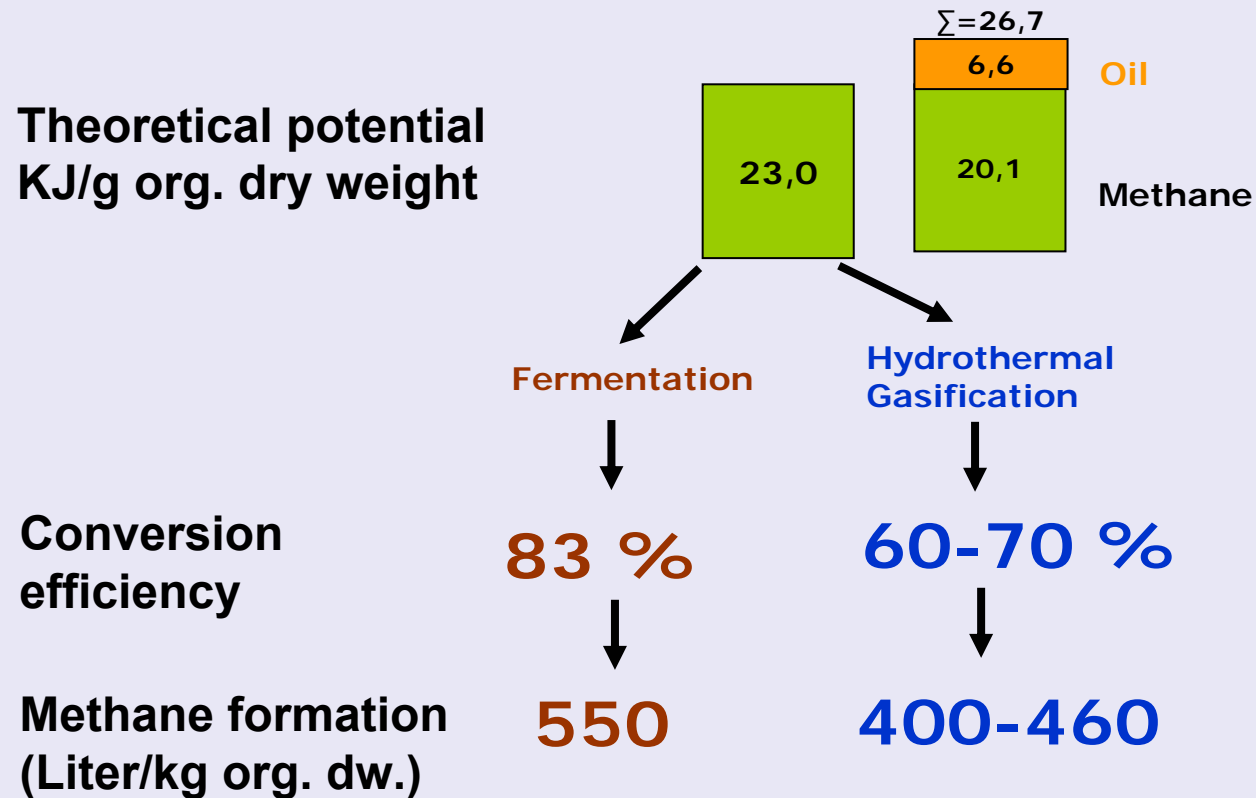 ∑=26,7
6,6
Oil
Theoretical potential
KJ/g org. dry weight
23,0
20,1
Methane
Fermentation
Hydrothermal
Gasification
Conversion
efficiency
83 %
60-70 %
Methane formation
(Liter/kg org. dw.)
550
400-460